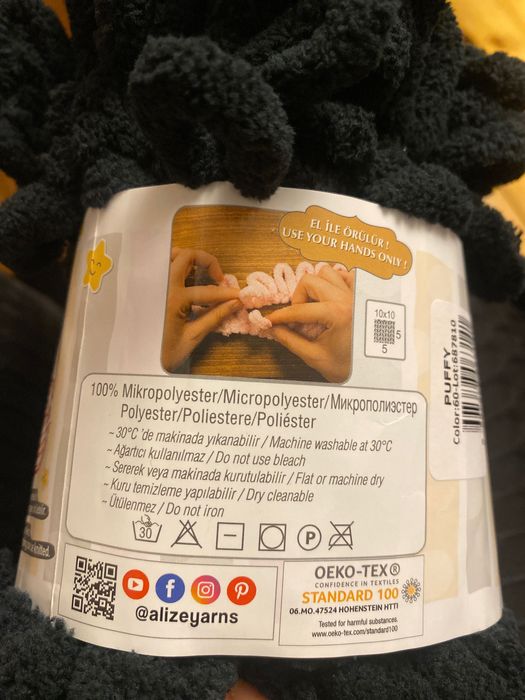 EL İLE ÖRÜLÜR !
USE YOUR HANDS ONLY !
10x10
5
5
PUFFY
Color:60-Lot:687810
100% Mikropolyester/Micropolyester/Микрополиэстер
Polyester/Poliestere/Poliéster
~ 30°C 'de makinada yıkanabilir / Machine washable at 30°C
~ Ağartıcı kullanılmaz / Do not use bleach
~ Sererek veya makinada kurutulabilir / Flat or machine dry
~ Kuru temizleme yapılabilir / Dry cleanable
~ Ütülenmez / Do not iron
30
P
@alizeyarns
OEKO-TEX®
CONFIDENCE IN TEXTILES
STANDARD 100
06.MO.47524 HOHENSTEIN HTTI
Tested for harmful substances.
www.oeko-tex.com/standard100